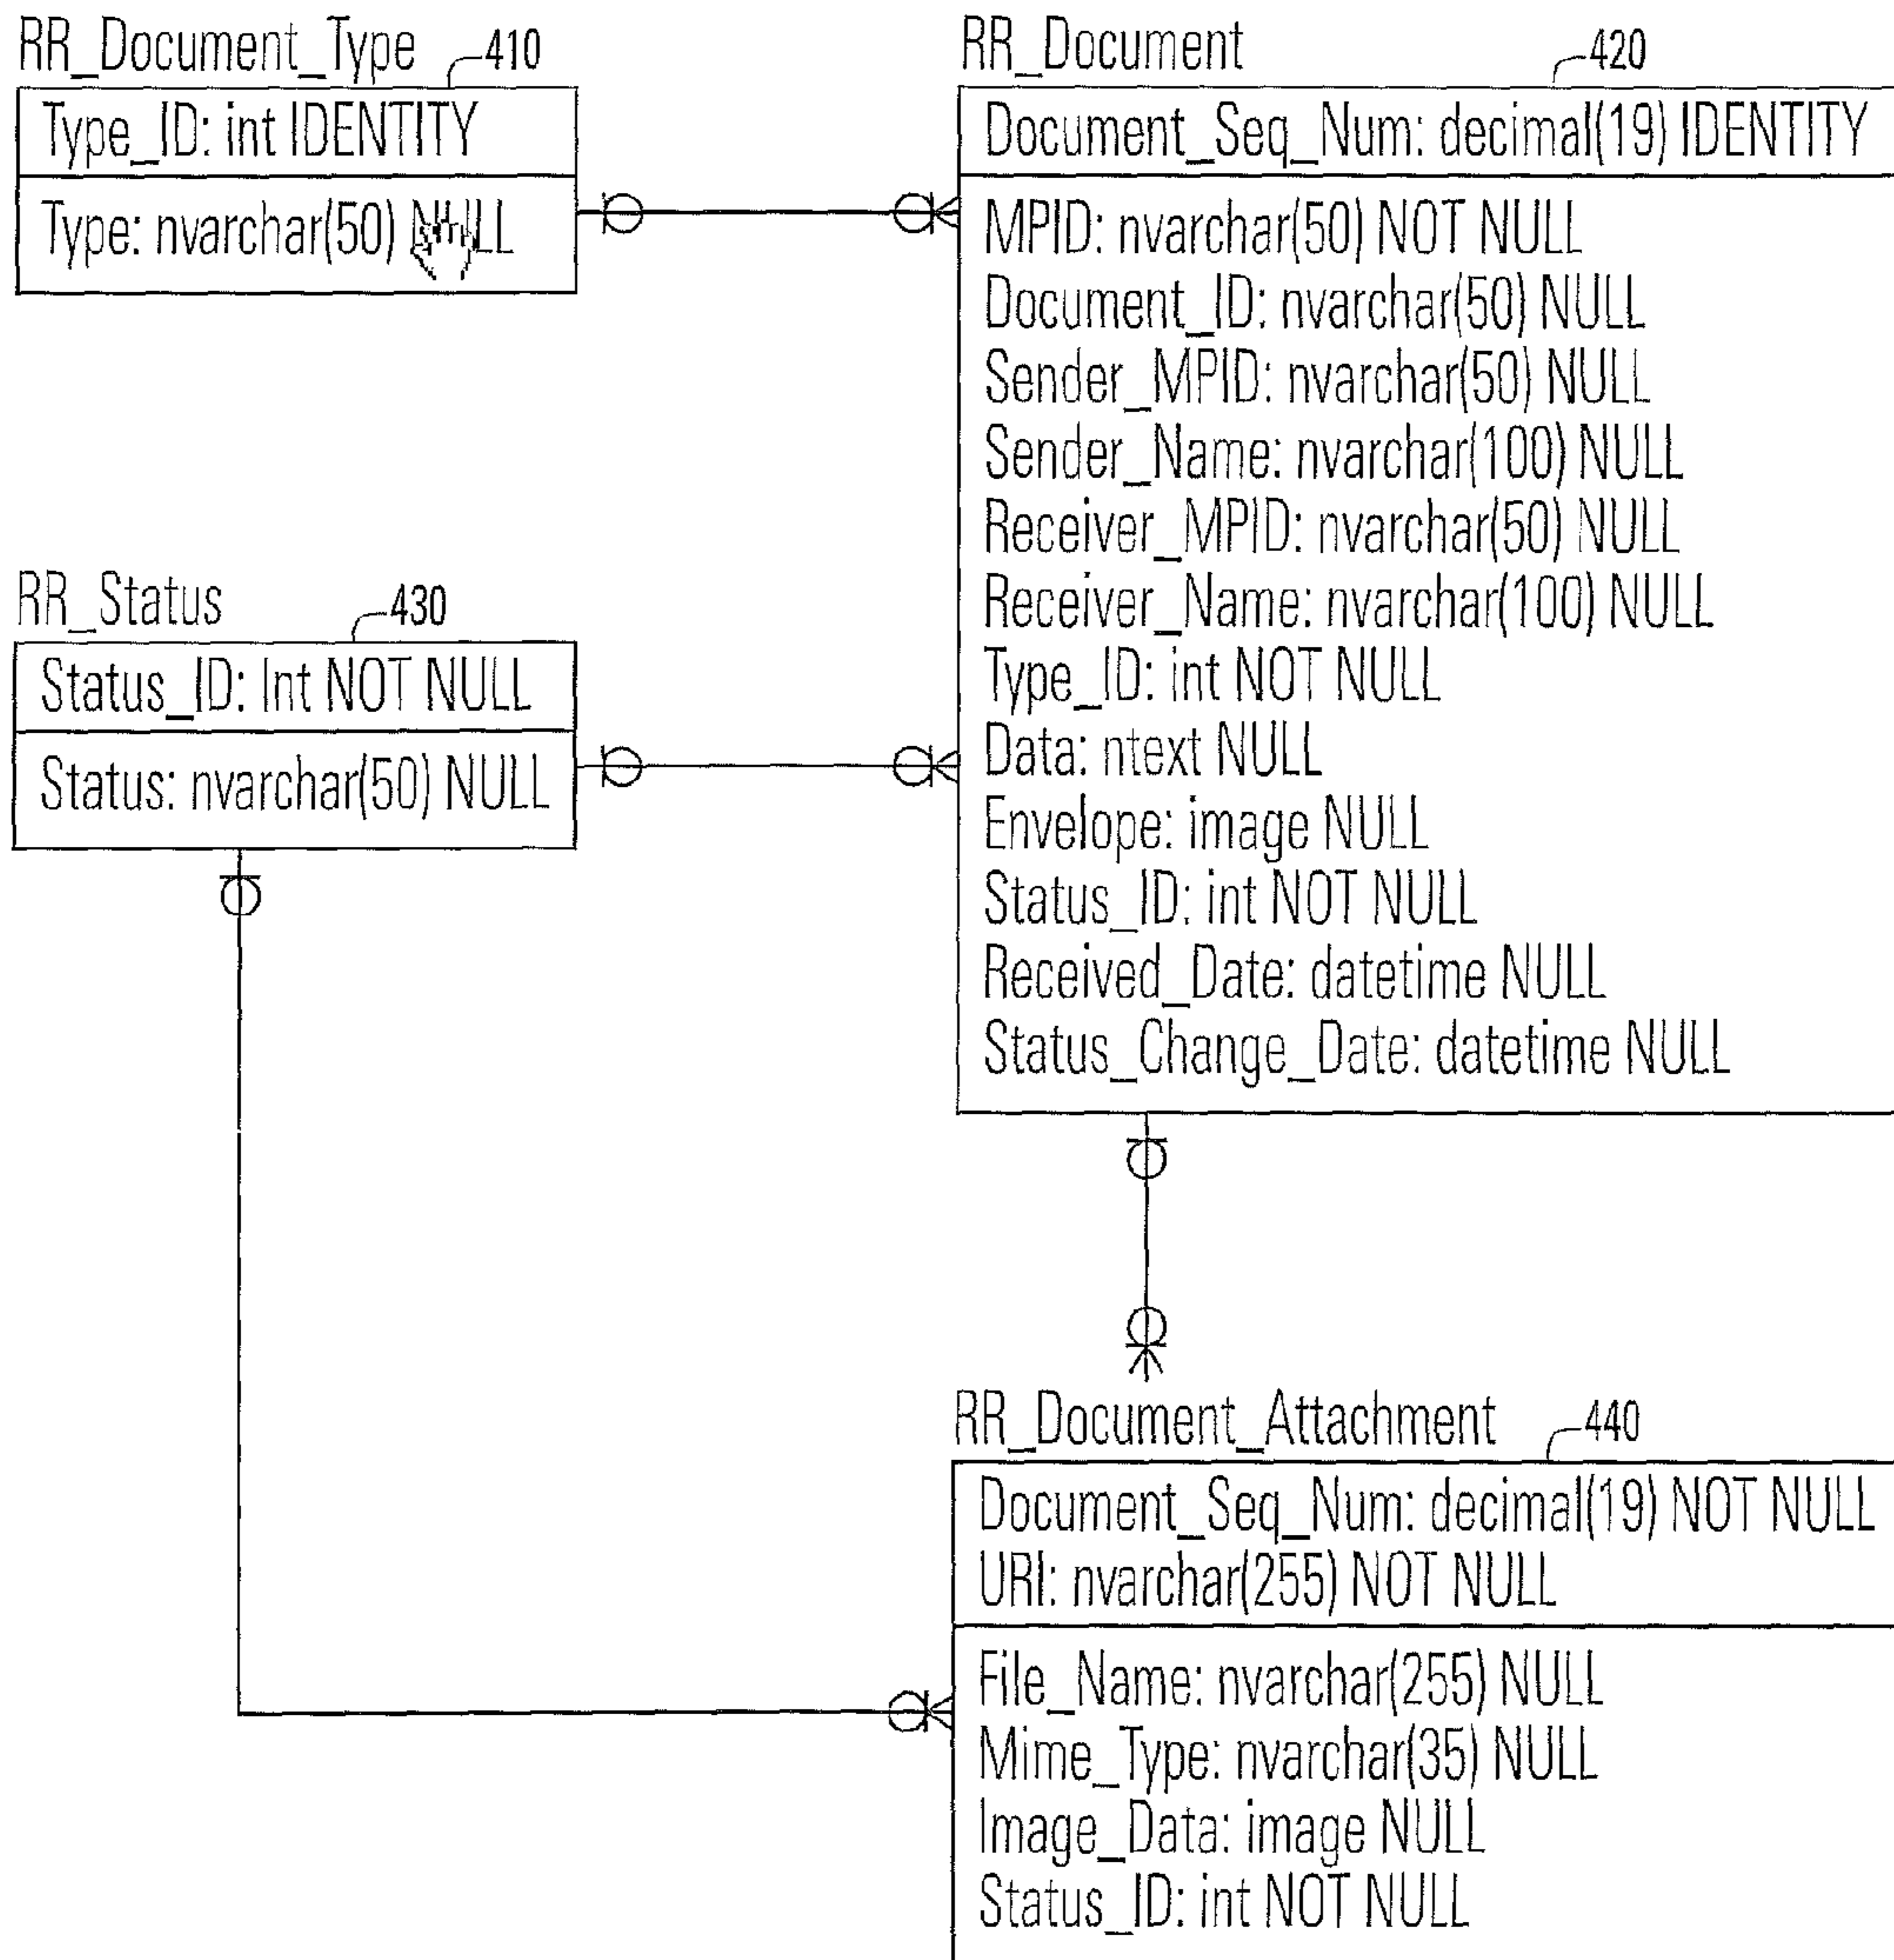 RR_Document_Type
410
Type_ID: int IDENTITY
Type: nvarchar(50) NULL
RR_Document
420
Document_Seq_Num: decimal(19) IDENTITY
MPID: nvarchar(50) NOT NULL
Document_ID: nvarchar(50) NULL
Sender_MPID: nvarchar(50) NULL
Sender_Name: nvarchar(100) NULL
Receiver_MPID: nvarchar(50) NULL
Receiver_Name: nvarchar(100) NULL
Type_ID: int NOT NULL
Data: ntext NULL
Envelope: image NULL
Status_ID: int NOT NULL
Received_Date: datetime NULL
Status_Change_Date: datetime NULL
RR_Status
430
Status_ID: Int NOT NULL
Status: nvarchar(50) NULL
RR_Document_Attachment
440
Document_Seq_Num: decimal(19) NOT NULL
URI: nvarchar(255) NOT NULL
File_Name: nvarchar(255) NULL
Mime_Type: nvarchar(35) NULL
Image_Data: image NULL
Status_ID: int NOT NULL